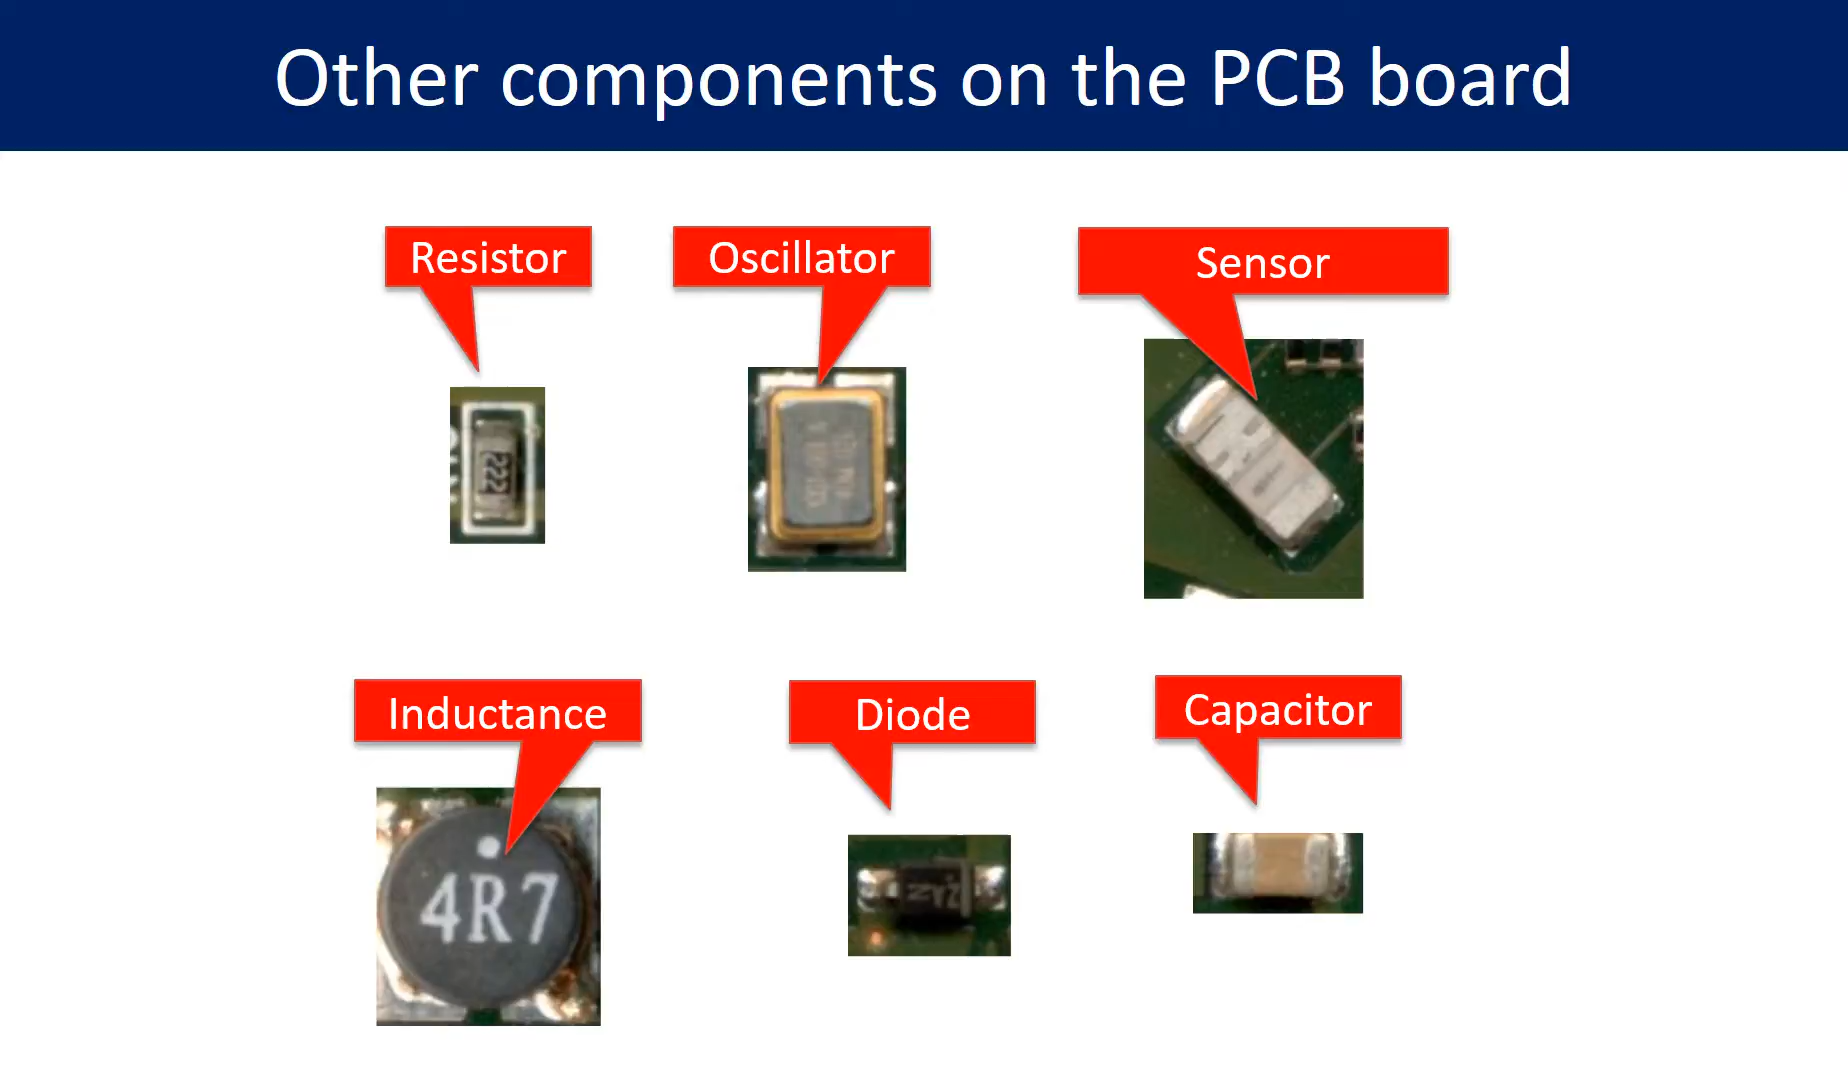 Other components on the PCB board
Resistor
Oscillator
Sensor
222
Inductance
Diode
Capacitor
4R7